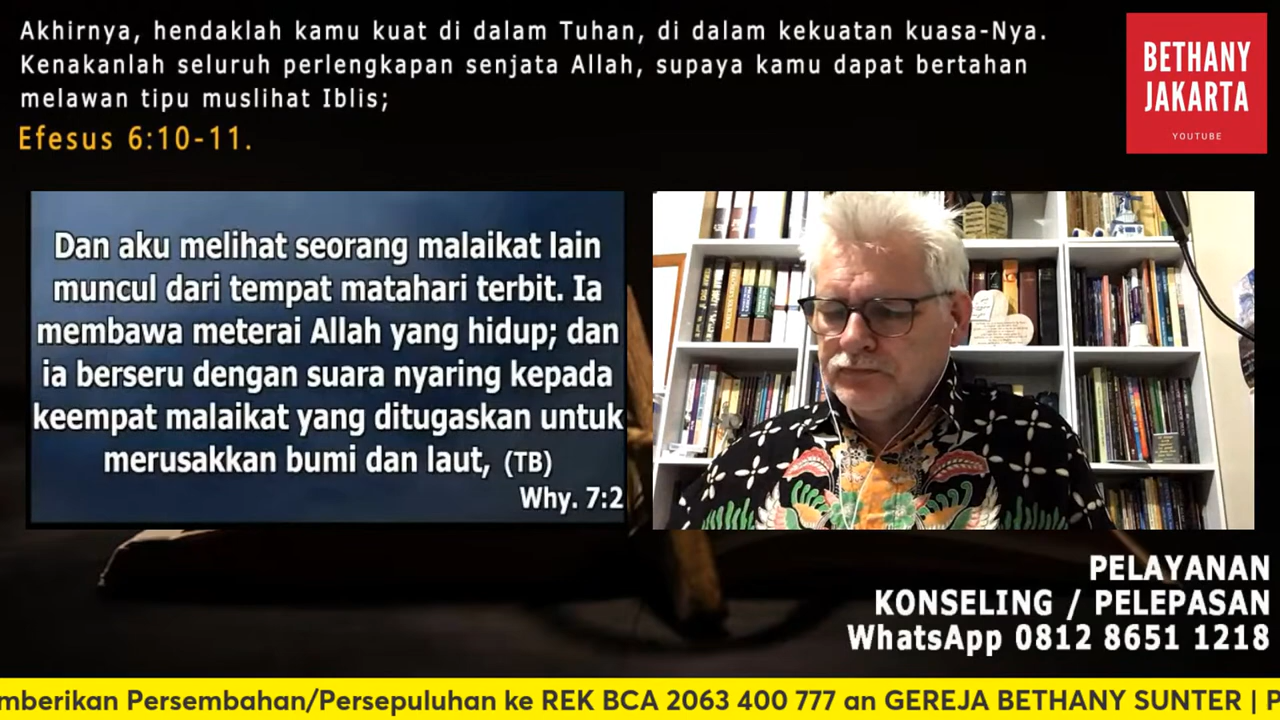 Akhirnya, hendaklah kamu kuat di dalam Tuhan, di dalam kekuatan kuasa-Nya.
Kenakanlah seluruh perlengkapan senjata Allah, supaya kamu dapat bertahan
melawan tipu muslihat Iblis;
Efesus 6:10-11.
BETHANY
JAKARTA
YOUTUBE
Dan aku melihat seorang malaikat lain
muncul dari tempat matahari terbit. Ia
membawa meterai Allah yang hidup; dan
ia berseru dengan suara nyaring kepada
keempat malaikat yang ditugaskan untuk
merusakkan bumi dan laut, (TB)
Why. 7:2
PELAYANAN
KONSELING / PELEPASAN
WhatsApp 0812 8651 1218
mberikan Persembahan/Persepuluhan ke REK BCA 2063 400 777 an GEREJA BETHANY SUNTER | P